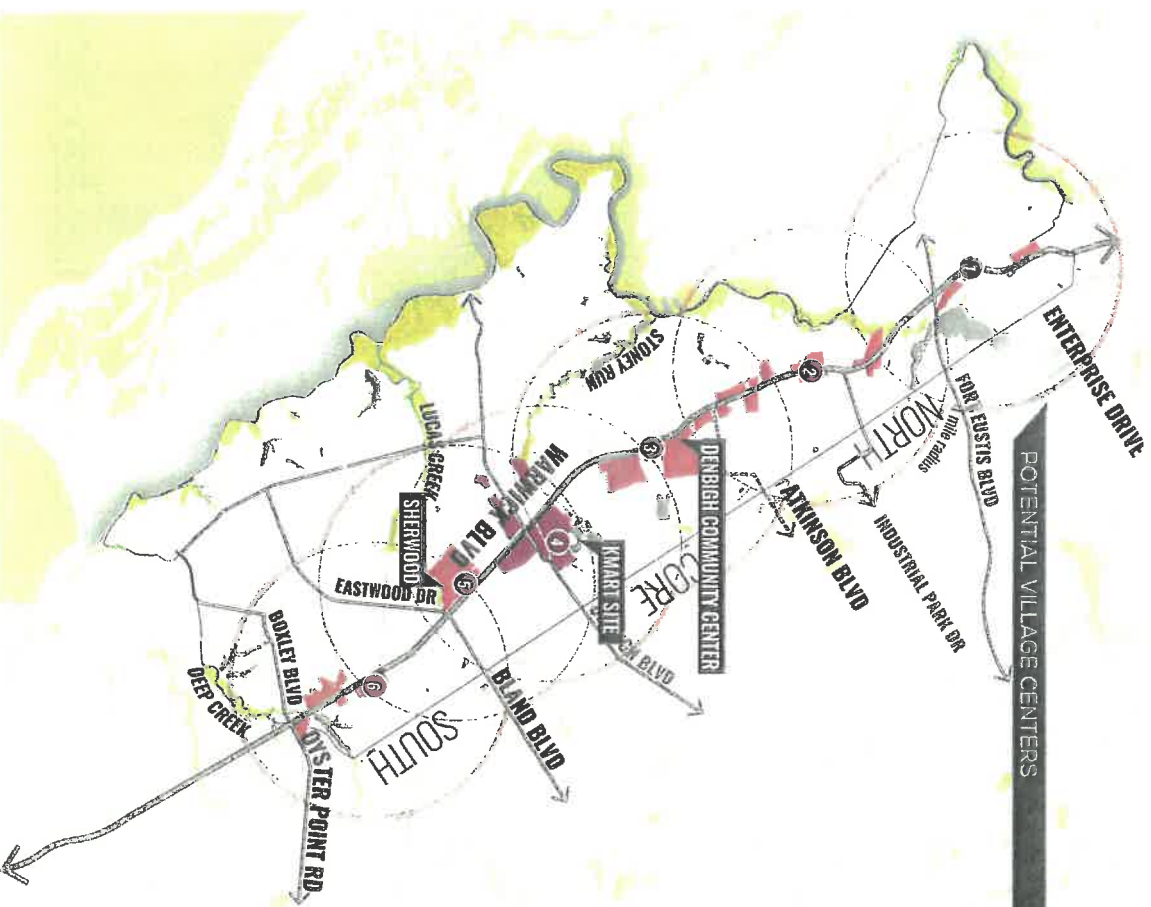 POTENTIAL VILLAGE CENTERS
ENTERPRISE DRIVE
FORT EUSTIS BLVD
INDUSTRIAL PARK DR
NORTH
mile radius
ATKINSON BLVD
DENBIGH COMMUNITY CENTER
STONEY RUN
CORE
KMART SITE
BLVD
WARWICK BLVD
LUCAS CREEK
SHERWOOD
EASTWOOD DR
BLAND BLVD
SOUTH
BOXLEY BLVD
DEEP CREEK
OYSTER POINT RD
1
2
3
4
5
6